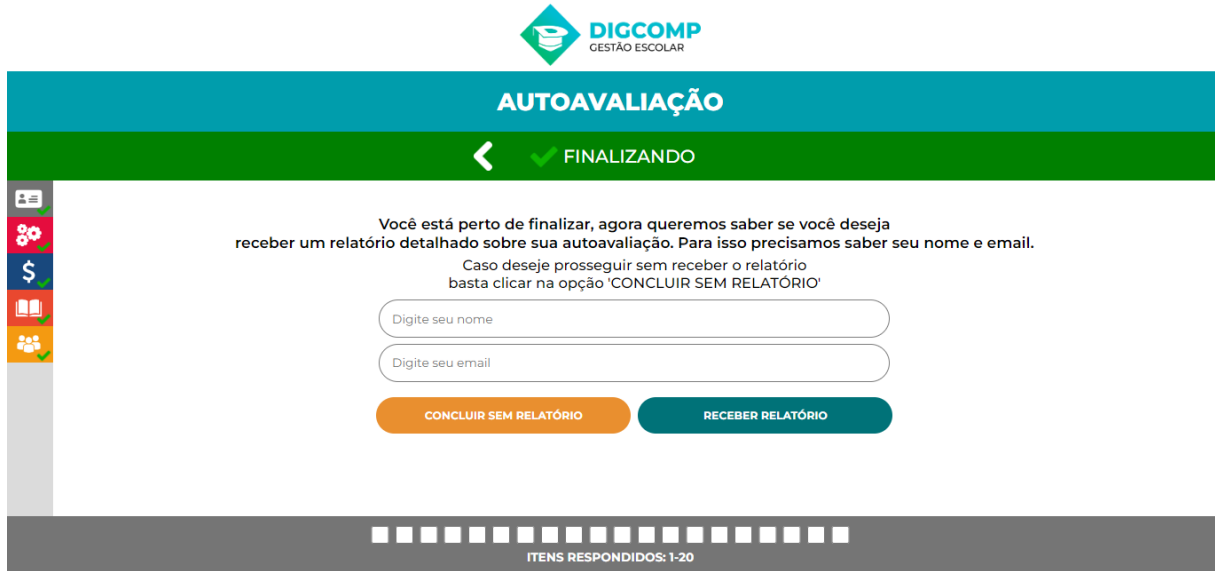 DIGCOMP
GESTÃO ESCOLAR
AUTOAVALIAÇÃO
FINALIZANDO
Você está perto de finalizar, agora queremos saber se você deseja
receber um relatório detalhado sobre sua autoavaliação. Para isso precisamos saber seu nome e email.
Caso deseje prosseguir sem receber o relatório
basta clicar na opção 'CONCLUIR SEM RELATÓRIO'
Digite seu nome
Digite seu email
CONCLUIR SEM RELATÓRIO
RECEBER RELATÓRIO
ITENS RESPONDIDOS: 1-20